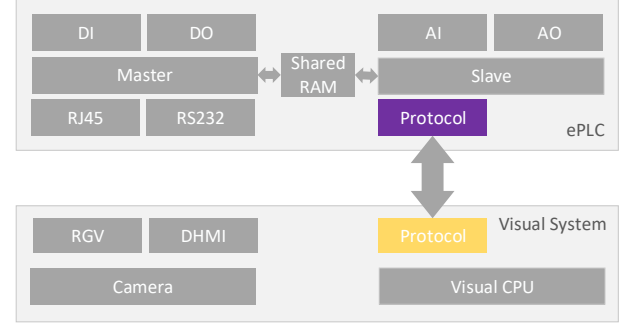 DI
DO
AI
AO
Master
Shared
RAM
Slave
RJ45
RS232
Protocol
ePLC
RGV
DHMI
Protocol
Visual System
Camera
Visual CPU